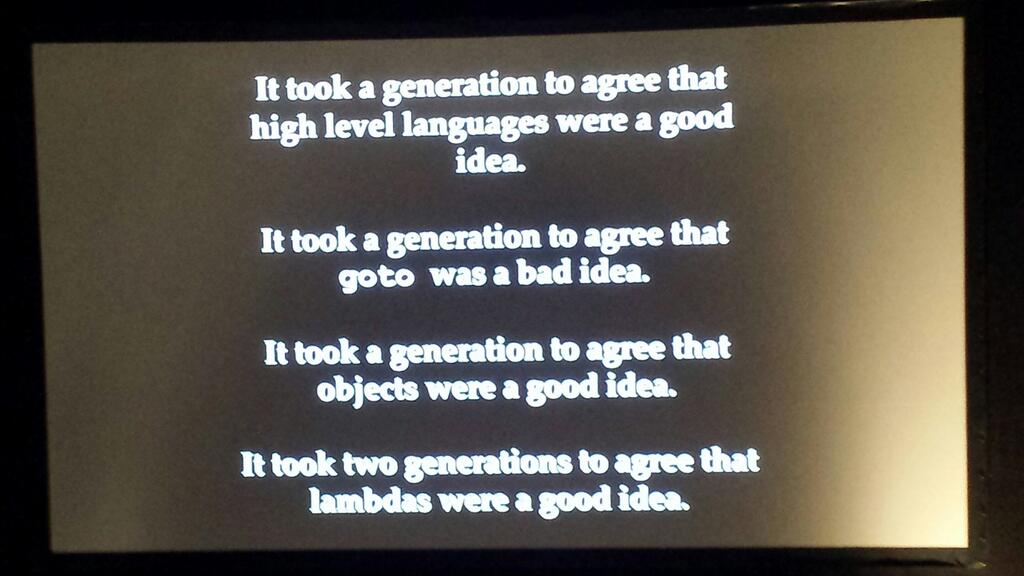 It took a generation to agree that
high level languages were a good
idea.
It took a generation to agree that
goto was a bad idea.
It took a generation to agree that
objects were a good idea.
It took two generations to agree that
lambdas were a good idea.